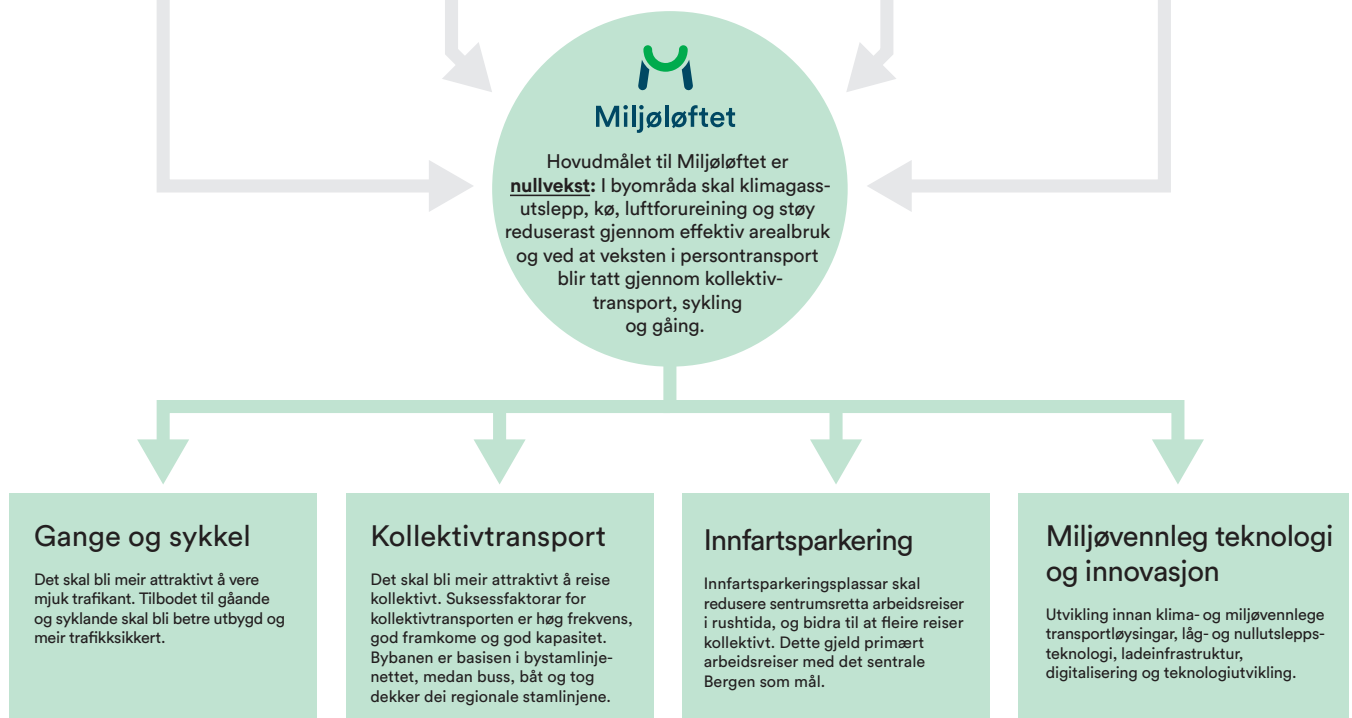 Miljøløftet
Hovudmålet til Miljøløftet er
nullvekst: I byområda skal klimagass-
utslepp, kø, luftforureining og støy
reduserast gjennom effektiv arealbruk
og ved at veksten i persontransport
blir tatt gjennom kollektiv-
transport, sykling
og gåing.
Gange og sykkel
Det skal bli meir attraktivt å vere
mjuk trafikant. Tilbodet til gåande
og syklande skal bli betre utbygd og
meir trafikksikkert.
Kollektivtransport
Det skal bli meir attraktivt å reise
kollektivt. Suksessfaktorar for
kollektivtransporten er høg frekvens,
god framkome og god kapasitet.
Bybanen er basisen i bystamlinje-
nettet, medan buss, båt og tog
dekker dei regionale stamlinjene.
Innfartsparkering
Innfartsparkeringsplassar skal
redusere sentrumsretta arbeidsreiser
i rushtida, og bidra til at fleire reiser
kollektivt. Dette gjeld primært
arbeidsreiser med det sentrale
Bergen som mål.
Miljøvennleg teknologi
og innovasjon
Utvikling innan klima- og miljøvennlege
transportløysingar, låg- og nullutslepps-
teknologi, ladeinfrastruktur,
digitalisering og teknologiutvikling.